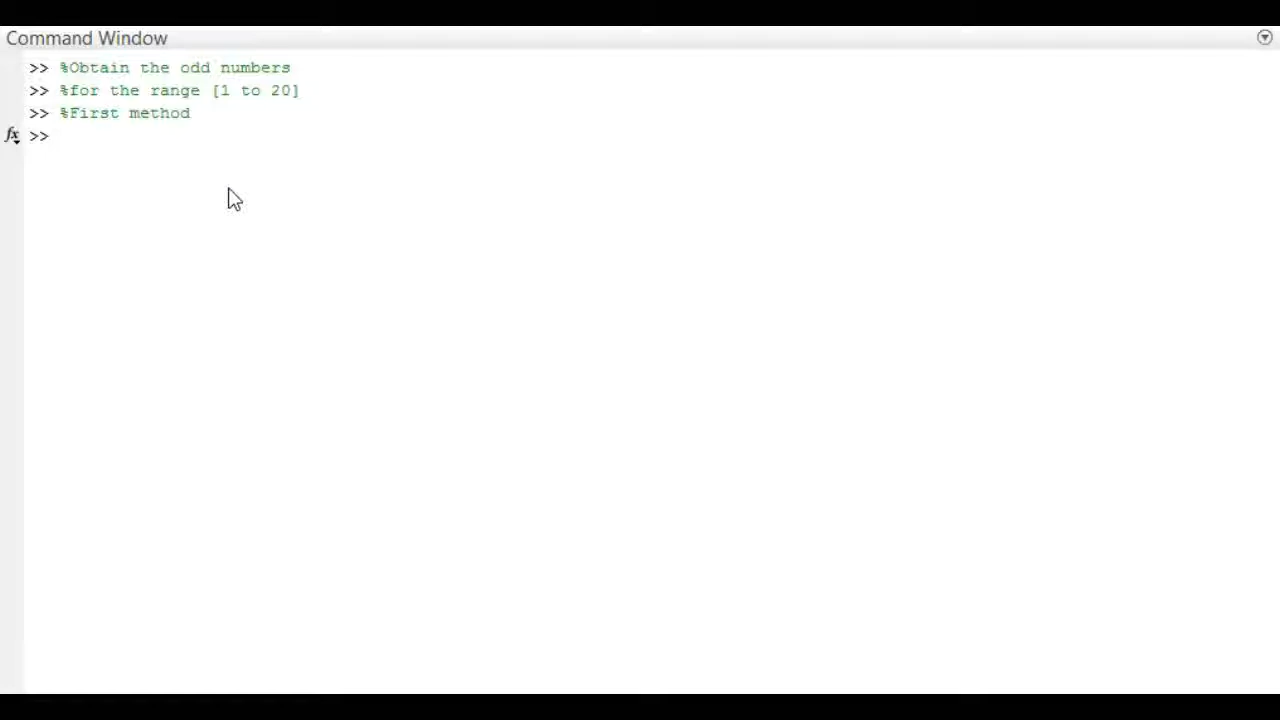 Command Window
>> %Obtain the odd numbers
>> %for the range [1 to 20]
>> %First method
fx >>